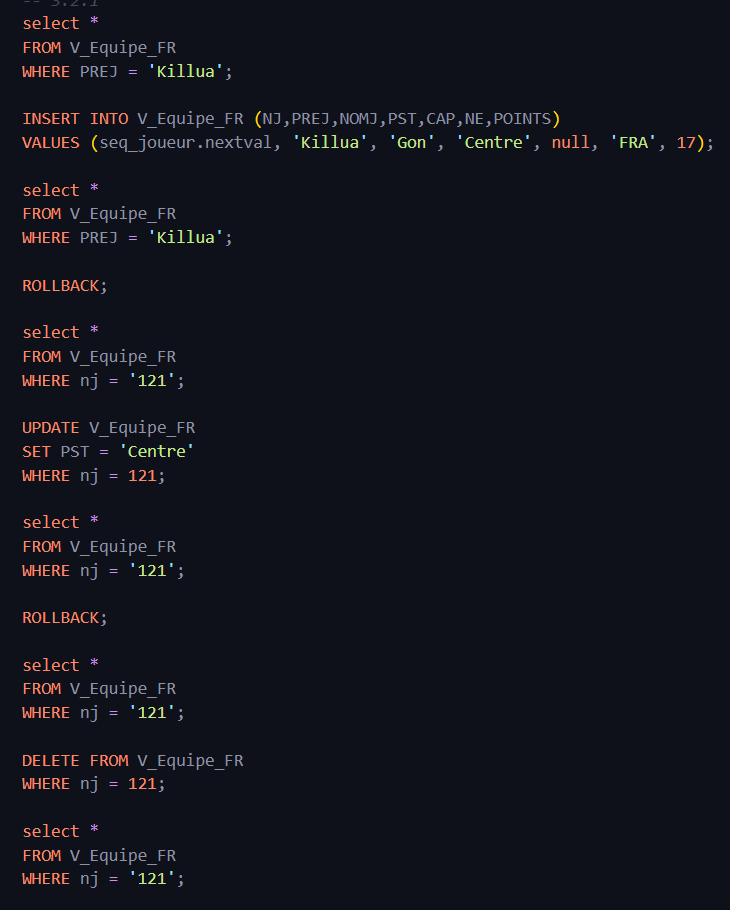 -- 3.2.1
select *
FROM V_Equipe_FR
WHERE PREJ = 'Killua';
INSERT INTO V_Equipe_FR (NJ,PREJ,NOMJ,PST,CAP,NE,POINTS)
VALUES (seq_joueur.nextval, 'Killua', 'Gon', 'Centre', null, 'FRA', 17);
select *
FROM V_Equipe_FR
WHERE PREJ = 'Killua';
ROLLBACK;
select *
FROM V_Equipe_FR
WHERE nj = '121';
UPDATE V_Equipe_FR
SET PST = 'Centre'
WHERE nj = 121;
select *
FROM V_Equipe_FR
WHERE nj = '121';
ROLLBACK;
select *
FROM V_Equipe_FR
WHERE nj = '121';
DELETE FROM V_Equipe_FR
WHERE nj = 121;
select *
FROM V_Equipe_FR
WHERE nj = '121';